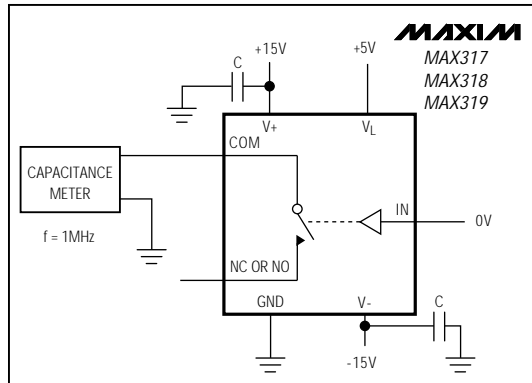 MAXIM
MAX317
MAX318
MAX319
+15V
+5V
C
V+
VL
COM
CAPACITANCE
METER
f = 1MHz
IN
0V
NC OR NO
GND
V-
C
-15V